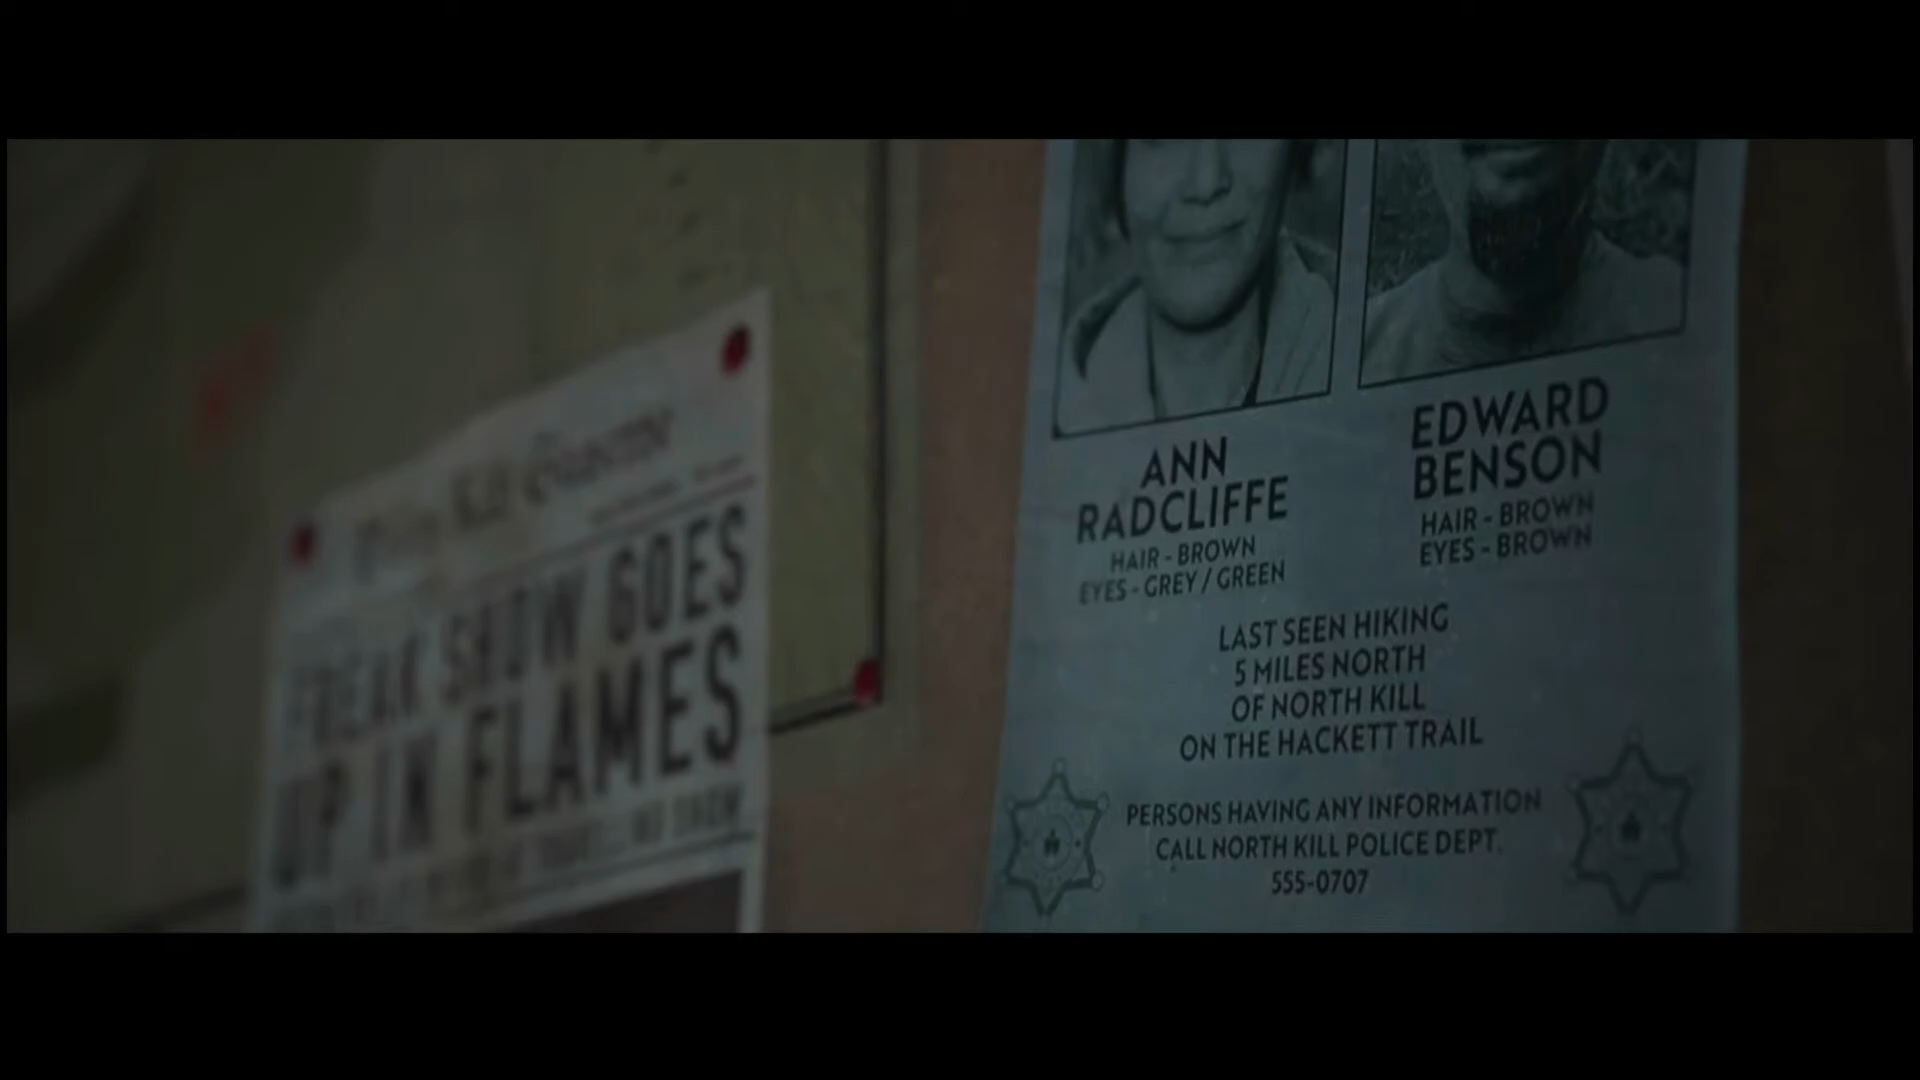 FREAK SHOW GOES
UP IN FLAMES
ANN
RADCLIFFE
HAIR - BROWN
EYES - GREY / GREEN
EDWARD
BENSON
HAIR - BROWN
EYES - BROWN
LAST SEEN HIKING
5 MILES NORTH
OF NORTH KILL
ON THE HACKETT TRAIL
PERSONS HAVING ANY INFORMATION
CALL NORTH KILL POLICE DEPT.
555-0707